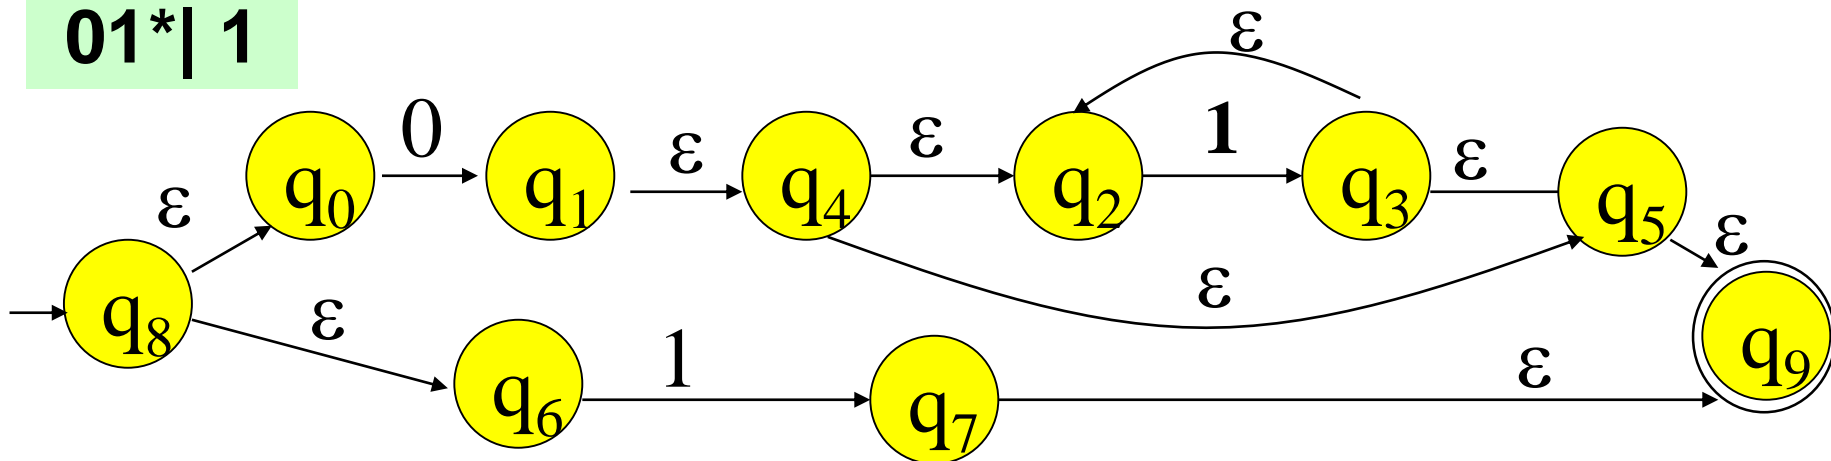 01*| 1
ε
0 ε ε 1 ε
q0 q1 q4 q2 q3 q5
ε ε
q8 ε ε
q6 1 q7 ε q9